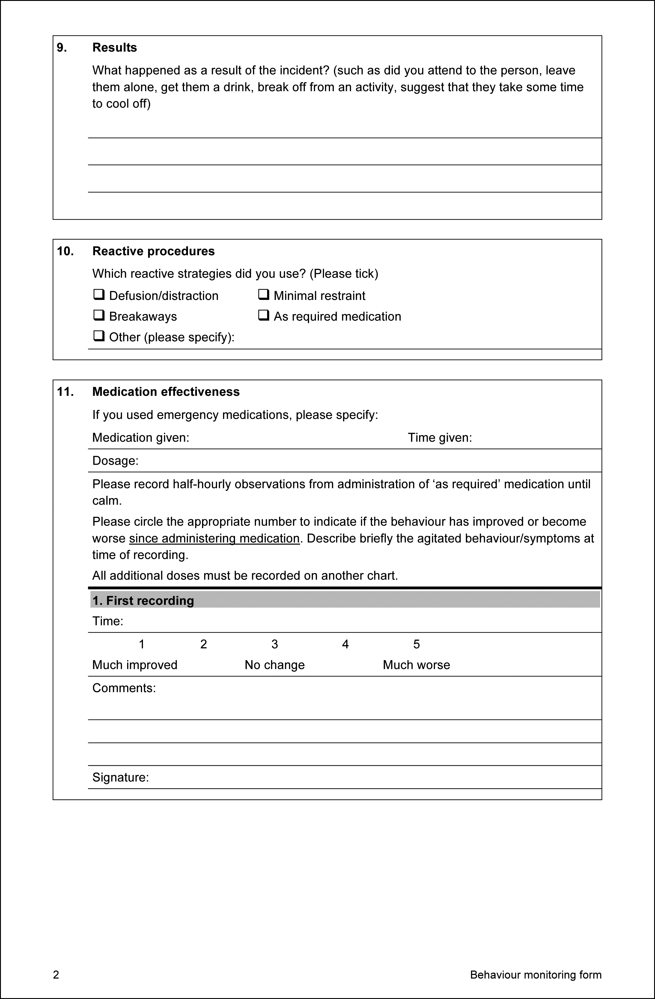 9. Results
What happened as a result of the incident? (such as did you attend to the person, leave
them alone, get them a drink, break off from an activity, suggest that they take some time
to cool off)
10. Reactive procedures
Which reactive strategies did you use? (Please tick)
❑ Defusion/distraction ❑ Minimal restraint
❑ Breakaways ❑ As required medication
❑ Other (please specify):
11. Medication effectiveness
If you used emergency medications, please specify:
Medication given: Time given:
Dosage:
Please record half-hourly observations from administration of ‘as required’ medication until
calm.
Please circle the appropriate number to indicate if the behaviour has improved or become
worse since administering medication. Describe briefly the agitated behaviour/symptoms at
time of recording.
All additional doses must be recorded on another chart.
1. First recording
Time:
1 2 3 4 5
Much improved No change Much worse
Comments:
Signature:
2 Behaviour monitoring form